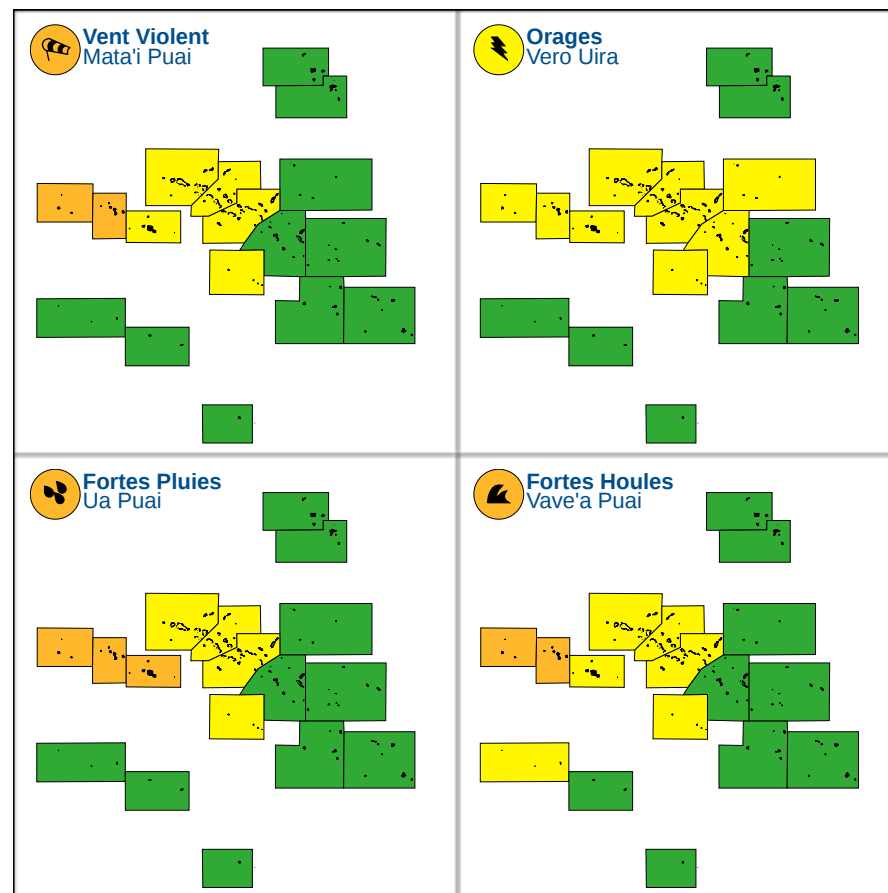 Vent Violent
Mata'i Puai
Orages
Vero Uira
Fortes Pluies
Ua Puai
Fortes Houles
Vave'a Puai